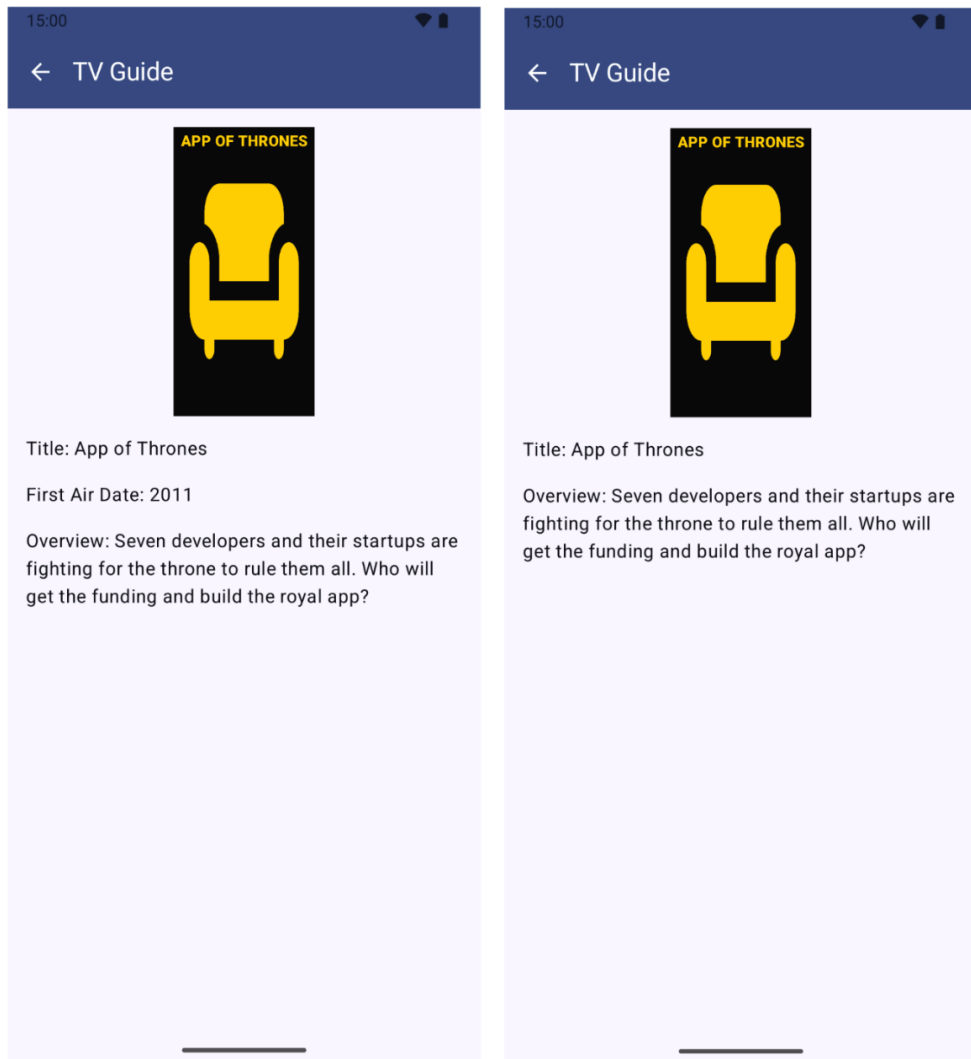 15:00
TV Guide
APP OF THRONES
Title: App of Thrones
First Air Date: 2011
Overview: Seven developers and their startups are
fighting for the throne to rule them all. Who will
get the funding and build the royal app?
15:00
TV Guide
APP OF THRONES
Title: App of Thrones
Overview: Seven developers and their startups are
fighting for the throne to rule them all. Who will
get the funding and build the royal app?